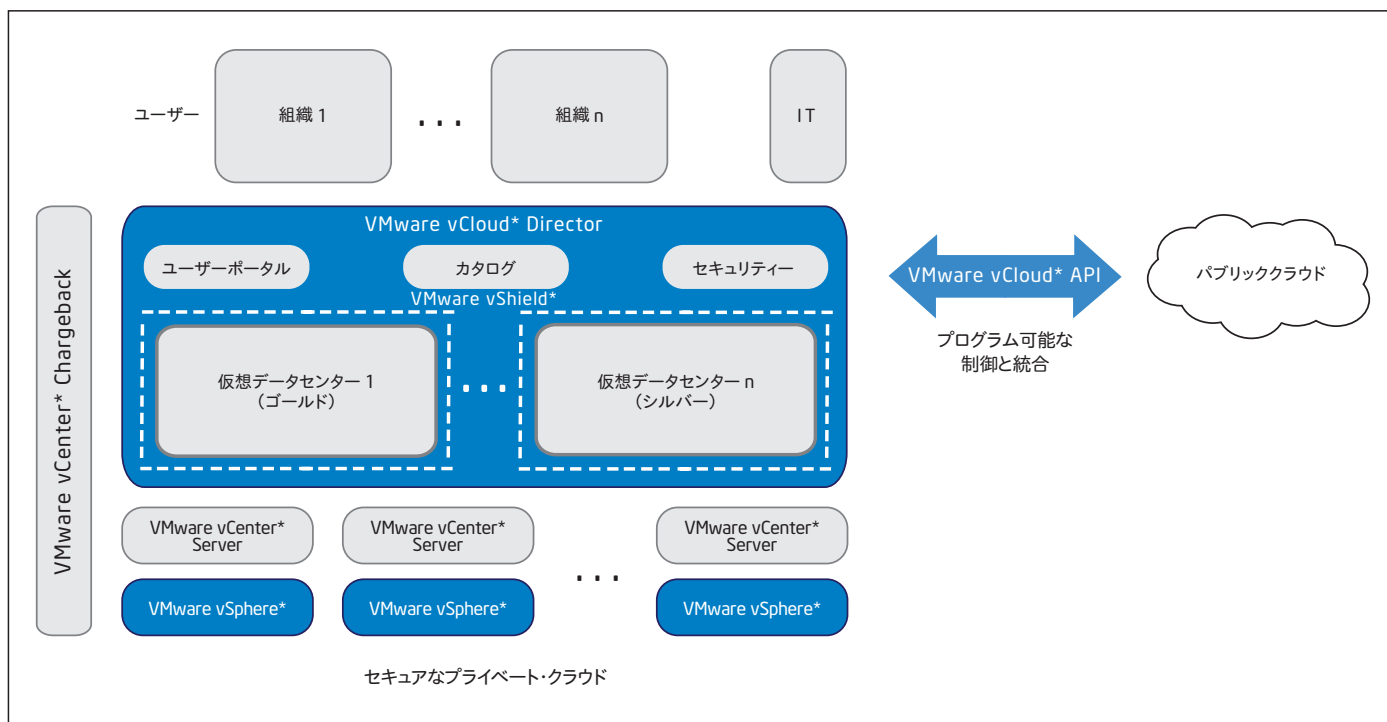 ユーザー
組織 1
. . .
組織 n
IT
VMware vCenter* Chargeback
VMware vCloud* Director
ユーザーポータル
カタログ
セキュリティー
VMware vShield*
仮想データセンター 1
（ゴールド）
. . .
仮想データセンター n
（シルバー）
VMware vCloud* API
プログラム可能な
制御と統合
パブリッククラウド
VMware vCenter*
Server
VMware vCenter*
Server
. . .
VMware vCenter*
Server
VMware vSphere*
VMware vSphere*
VMware vSphere*
セキュアなプライベート・クラウド